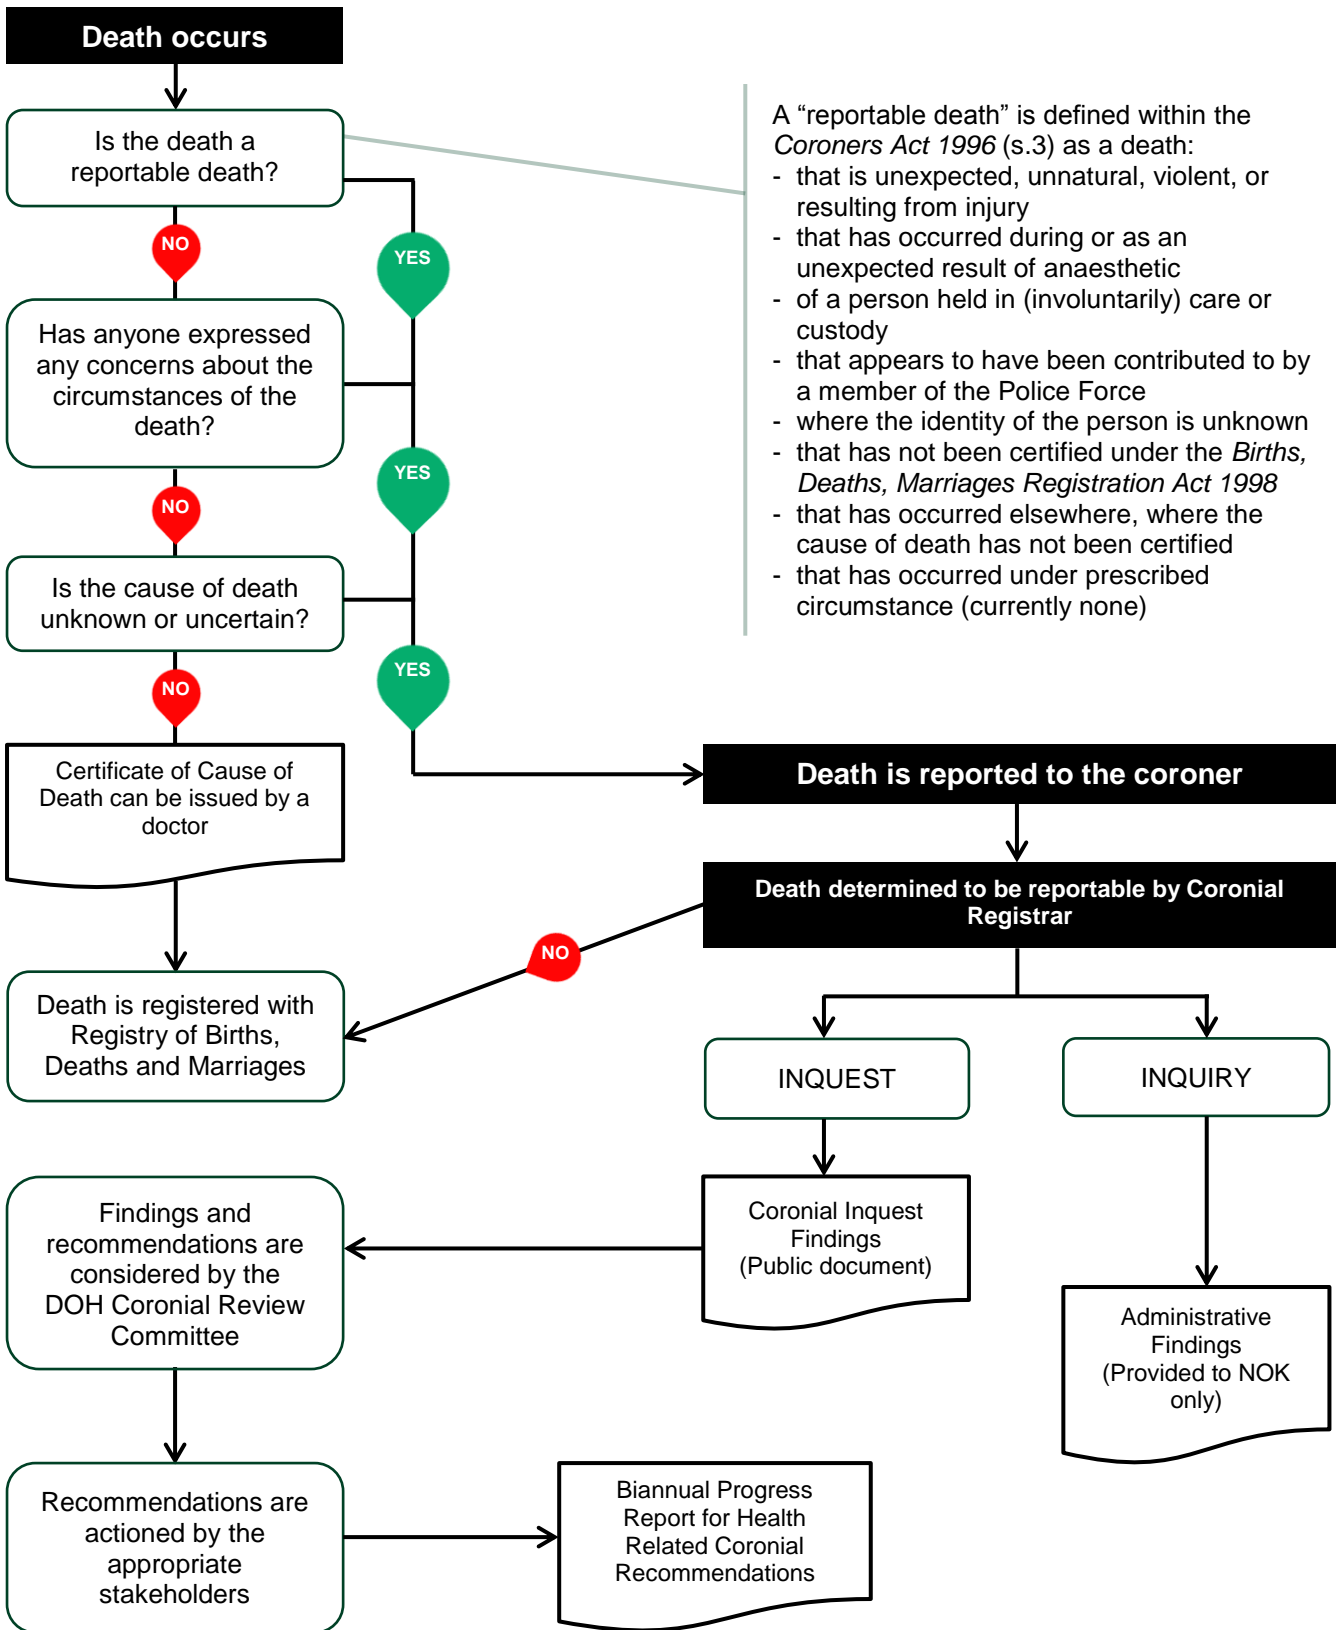 Death occurs
Is the death a
reportable death?
NO
YES
Has anyone expressed
any concerns about the
circumstances of the
death?
NO
YES
Is the cause of death
unknown or uncertain?
NO
YES
Certificate of Cause of
Death can be issued by a
doctor
Death is registered with
Registry of Births,
Deaths and Marriages
A “reportable death” is defined within the
Coroners Act 1996 (s.3) as a death:
- that is unexpected, unnatural, violent, or
resulting from injury
- that has occurred during or as an
unexpected result of anaesthetic
- of a person held in (involuntarily) care or
custody
- that appears to have been contributed to by
a member of the Police Force
- where the identity of the person is unknown
- that has not been certified under the Births,
Deaths, Marriages Registration Act 1998
- that has occurred elsewhere, where the
cause of death has not been certified
- that has occurred under prescribed
circumstance (currently none)
Death is reported to the coroner
Death determined to be reportable by Coronial
Registrar
NO
INQUEST
INQUIRY
Coronial Inquest
Findings
(Public document)
Administrative
Findings
(Provided to NOK
only)
Findings and
recommendations are
considered by the
DOH Coronial Review
Committee
Recommendations are
actioned by the
appropriate
stakeholders
Biannual Progress
Report for Health
Related Coronial
Recommendations